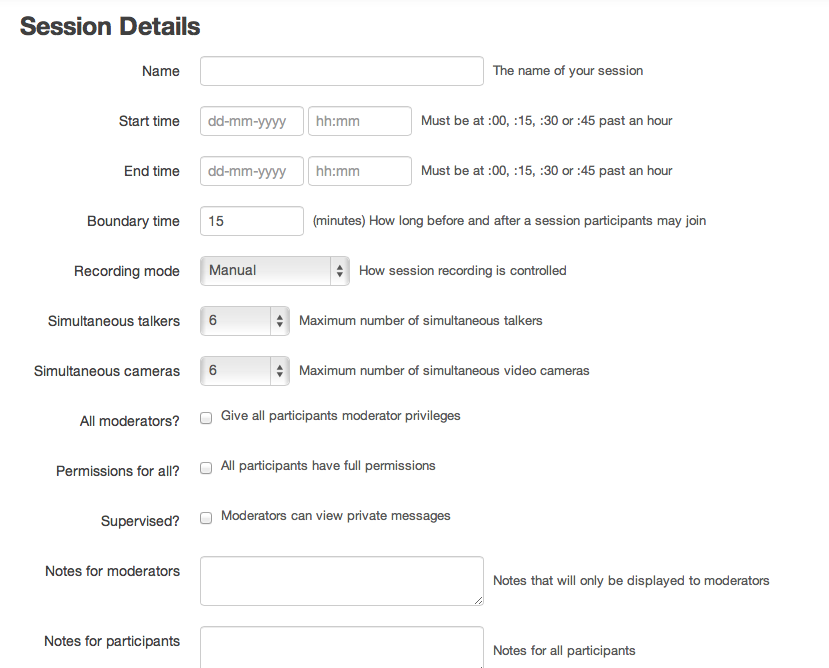 Session Details
Name The name of your session
Start time dd-mm-yyyy hh:mm Must be at :00, :15, :30 or :45 past an hour
End time dd-mm-yyyy hh:mm Must be at :00, :15, :30 or :45 past an hour
Boundary time 15 (minutes) How long before and after a session participants may join
Recording mode Manual How session recording is controlled
Simultaneous talkers 6 Maximum number of simultaneous talkers
Simultaneous cameras 6 Maximum number of simultaneous video cameras
All moderators? Give all participants moderator privileges
Permissions for all? All participants have full permissions
Supervised? Moderators can view private messages
Notes for moderators Notes that will only be displayed to moderators
Notes for participants Notes for all participants